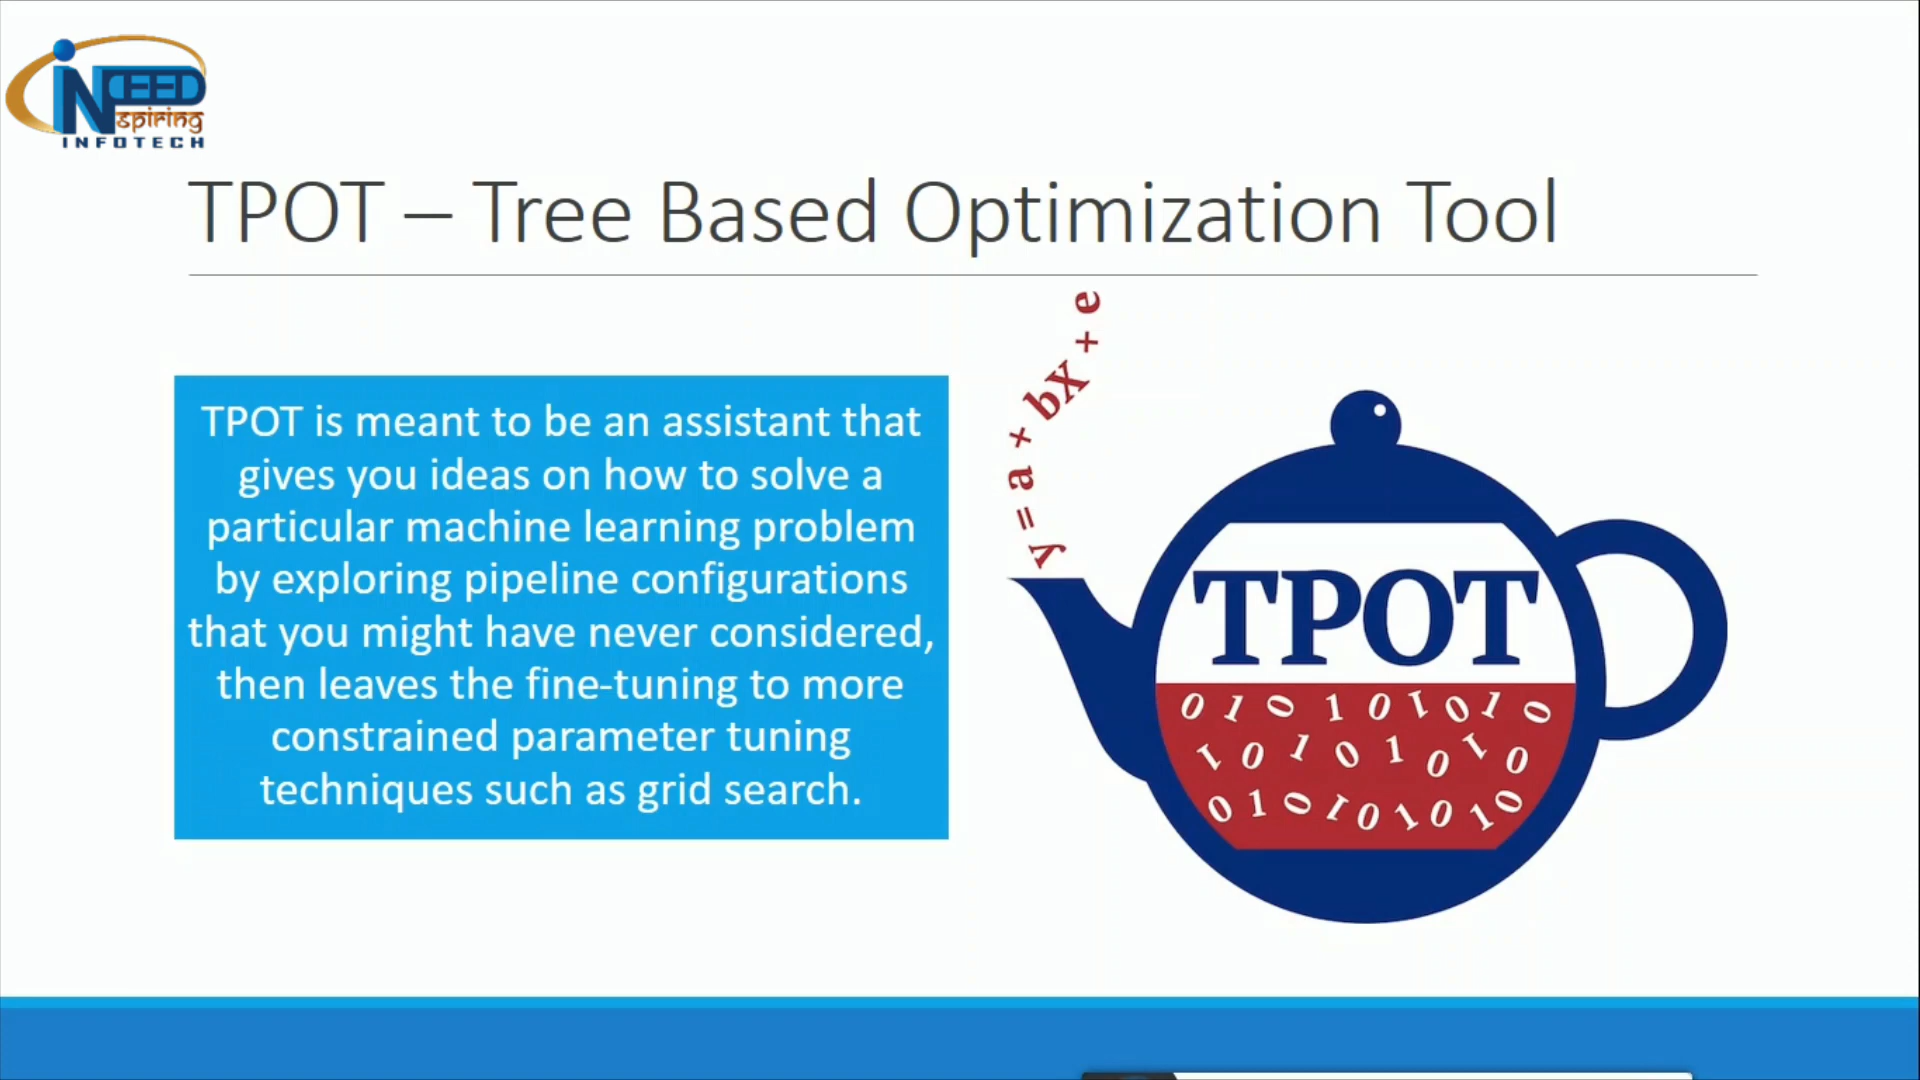 iNDEED
Nspiring
INFOTECH
TPOT – Tree Based Optimization Tool
TPOT is meant to be an assistant that
gives you ideas on how to solve a
particular machine learning problem
by exploring pipeline configurations
that you might have never considered,
then leaves the fine-tuning to more
constrained parameter tuning
techniques such as grid search.
y = a + bX + e
TPOT
0 1 0 1 0 1 0 1 0
1 0 1 0 1 0 1 0
0 1 0 1 0 1 0 1 0